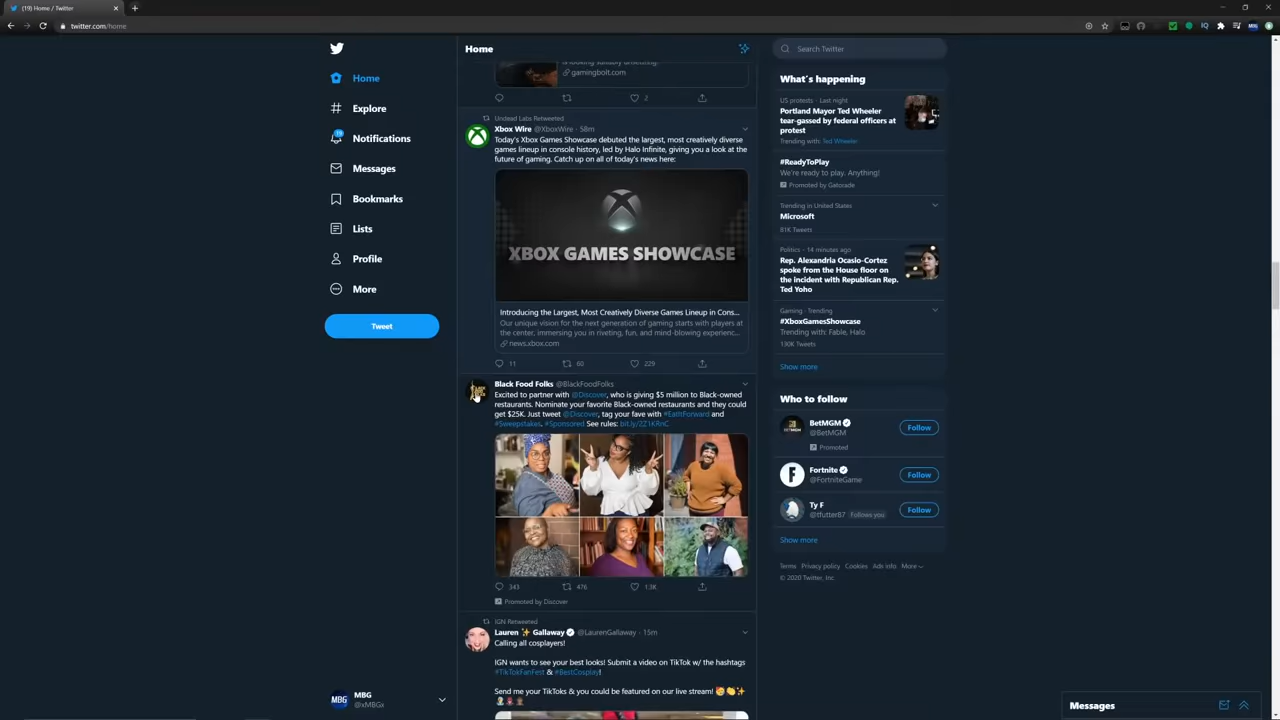 (19) Home / Twitter
twitter.com/home
Home
Explore
19
Notifications
Messages
Bookmarks
Lists
Profile
More
Tweet
MBG
@xMBGx
Home
gamingbolt.com
2
Undead Labs Retweeted
Xbox Wire @XboxWire · 58m
Today's Xbox Games Showcase debuted the largest, most creatively diverse
games lineup in console history, led by Halo Infinite, giving you a look at the
future of gaming. Catch up on all of today's news here:
XBOX GAMES SHOWCASE
Introducing the Largest, Most Creatively Diverse Games Lineup in Cons...
Our unique vision for the next generation of gaming starts with players at
the center, immersing you in riveting, fun, and mind-blowing experienc...
news.xbox.com
11 60 229
Black Food Folks @BlackFoodFolks
Excited to partner with @Discover, who is giving $5 million to Black-owned
restaurants. Nominate your favorite Black-owned restaurants and they could
get $25K. Just tweet @Discover, tag your fave with #EatItForward and
#Sweepstakes. #Sponsored See rules: bit.ly/2Z1KRnC
343 476 1.3K
Promoted by Discover
IGN Retweeted
Lauren ✨ Gallaway @LaurenGallaway · 15m
Calling all cosplayers!
IGN wants to see your best looks! Submit a video on TikTok w/ the hashtags
#TikTokFanFest & #BestCosplay!
Send me your TikToks & you could be featured on our live stream!
Search Twitter
What's happening
US protests · Last night
Portland Mayor Ted Wheeler
tear-gassed by federal officers at
protest
Trending with: Ted Wheeler
#ReadyToPlay
We're ready to play. Anything!
Promoted by Gatorade
Trending in United States
Microsoft
81K Tweets
Politics · 14 minutes ago
Rep. Alexandria Ocasio-Cortez
spoke from the House floor on
the incident with Republican Rep.
Ted Yoho
Gaming · Trending
#XboxGamesShowcase
Trending with: Fable, Halo
130K Tweets
Show more
Who to follow
BetMGM
@BetMGM
Follow
Promoted
Fortnite
@FortniteGame
Follow
Ty F
@tfutter87 Follows you
Follow
Show more
Terms Privacy policy Cookies Ads info More
© 2020 Twitter, Inc.
Messages